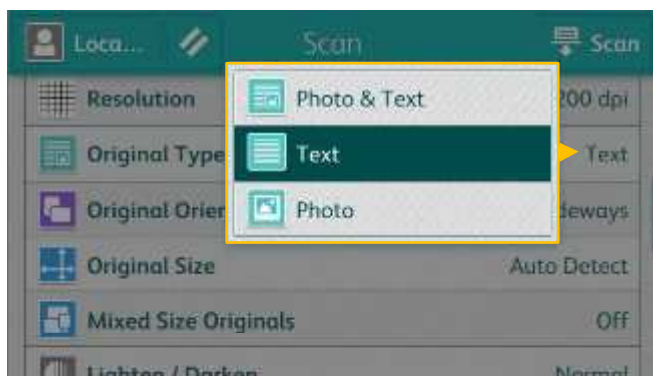 Loca... Scan Scan
Resolution 200 dpi
Photo & Text
Original Type Text
Text
Original Orien deways
Photo
Original Size Auto Detect
Mixed Size Originals Off
Lighten / Darken Normal